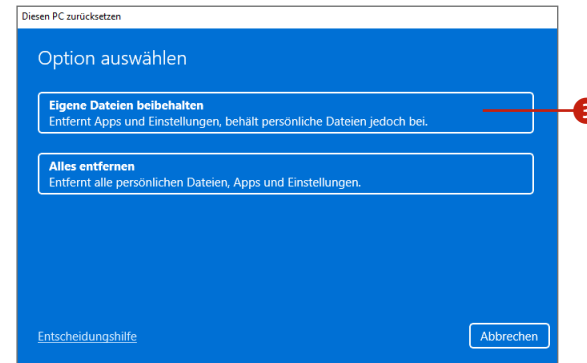 Diesen PC zurücksetzen
Option auswählen
Eigene Dateien beibehalten
Entfernt Apps und Einstellungen, behält persönliche Dateien jedoch bei.
Alles entfernen
Entfernt alle persönlichen Dateien, Apps und Einstellungen.
Entscheidungshilfe
Abbrechen